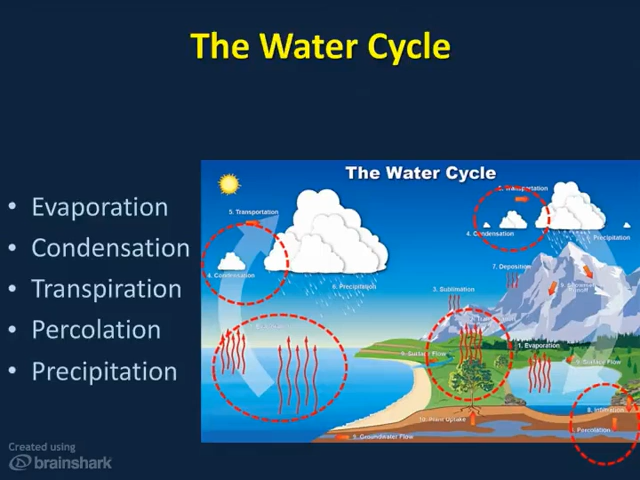 The Water Cycle
• Evaporation
• Condensation
• Transpiration
• Percolation
• Precipitation
The Water Cycle
5. Transportation
4. Condensation
6. Precipitation
Transportation
4. Condensation
Precipitation
7. Deposition
3. Sublimation
1. Evaporation
Surface Flow
Surface Flow
10. Plant Uptake
8. Infiltration
9. Groundwater Flow
Created using
brainshark